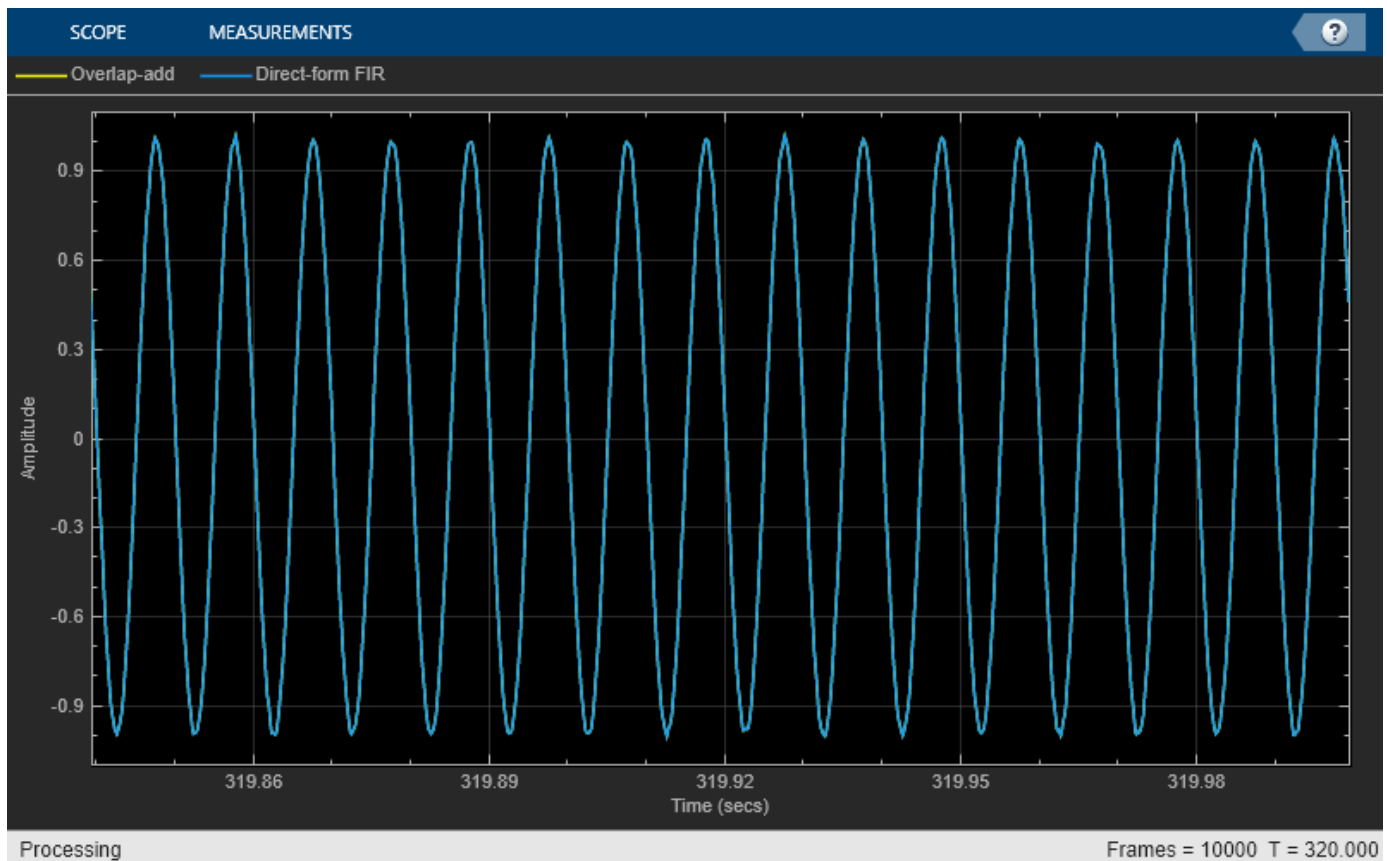 SCOPE MEASUREMENTS ?
Overlap-add Direct-form FIR
0.9
0.6
0.3
0
-0.3
-0.6
-0.9
Amplitude
319.86 319.89 319.92 319.95 319.98
Time (secs)
Processing Frames = 10000 T = 320.000